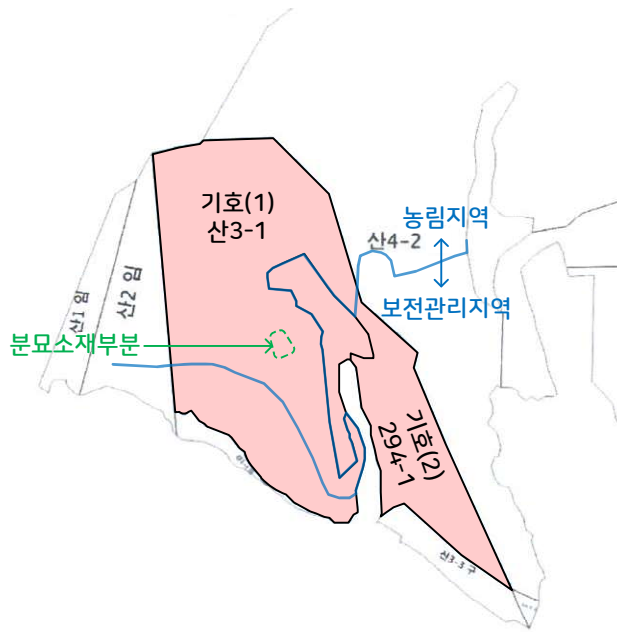 기호(1)
산3-1
농림지역
산4-2
보전관리지역
산1 임
산2 임
분묘소재부분
기호(2)
294-1
산3-3 구